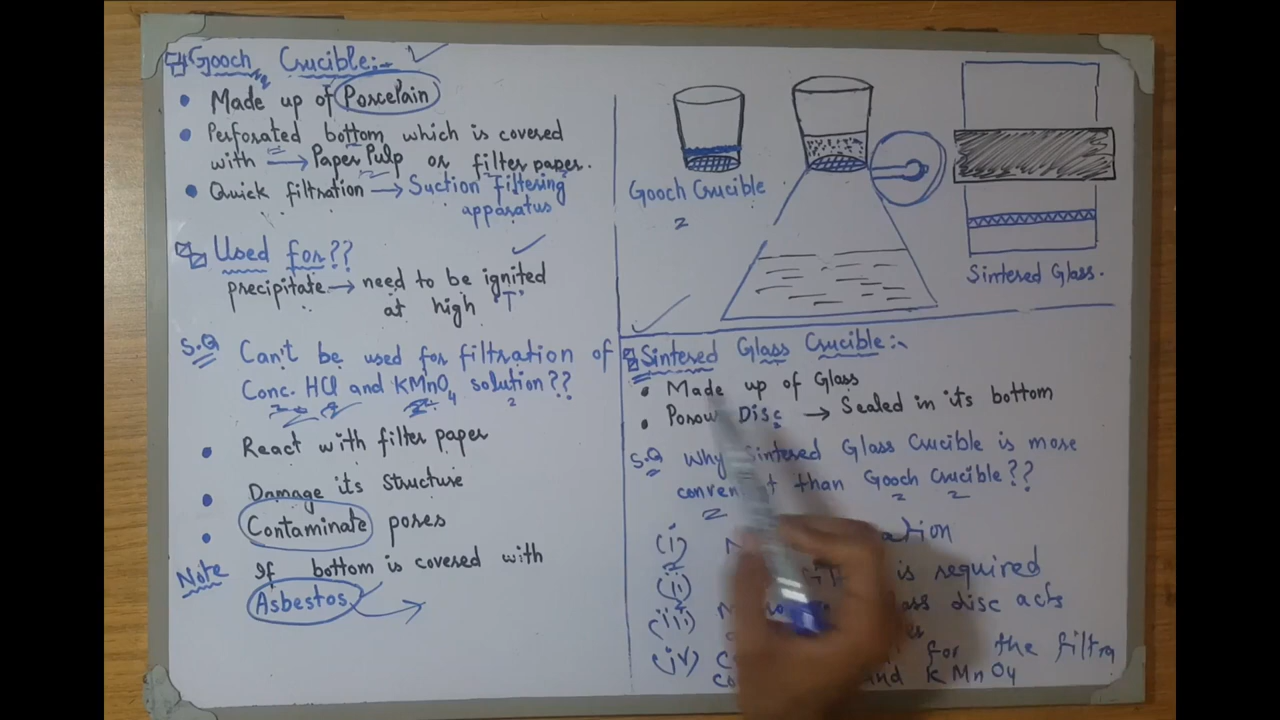 Gooch Crucible:-
Made up of Porcelain
Perforated bottom which is covered
with → Paper Pulp or filter paper.
Quick filtration → Suction filtering
apparatus
Used for??
precipitate → need to be ignited
at high "T"
S.Q Can't be used for filtration of
Conc. HCl and KMnO4 solution??
React with filter paper
Damage its structure
Contaminate pores
Note If bottom is covered with
Asbestos
Gooch Crucible
Sintered Glass.
Sintered Glass Crucible:-
Made up of Glass
Disc → Sealed in its bottom
S.Q Why Sintered Glass Crucible is more
than Gooch Crucible??
(i)
(ii) is required
(iii) disc acts
(iv) for the filtra
and KMnO4